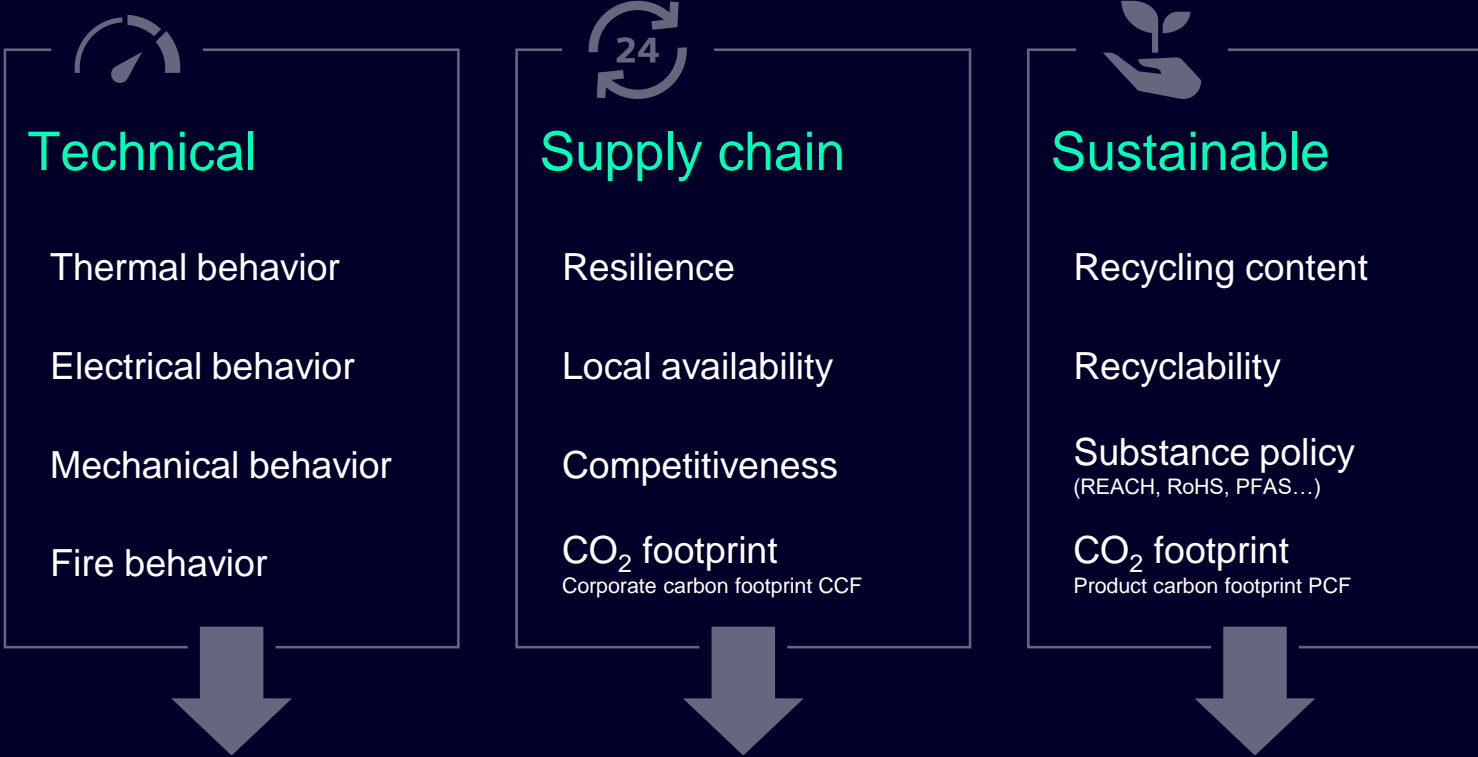 24
Technical
Thermal behavior
Electrical behavior
Mechanical behavior
Fire behavior
Supply chain
Resilience
Local availability
Competitiveness
CO₂ footprint
Corporate carbon footprint CCF
Sustainable
Recycling content
Recyclability
Substance policy
(REACH, RoHS, PFAS…)
CO₂ footprint
Product carbon footprint PCF